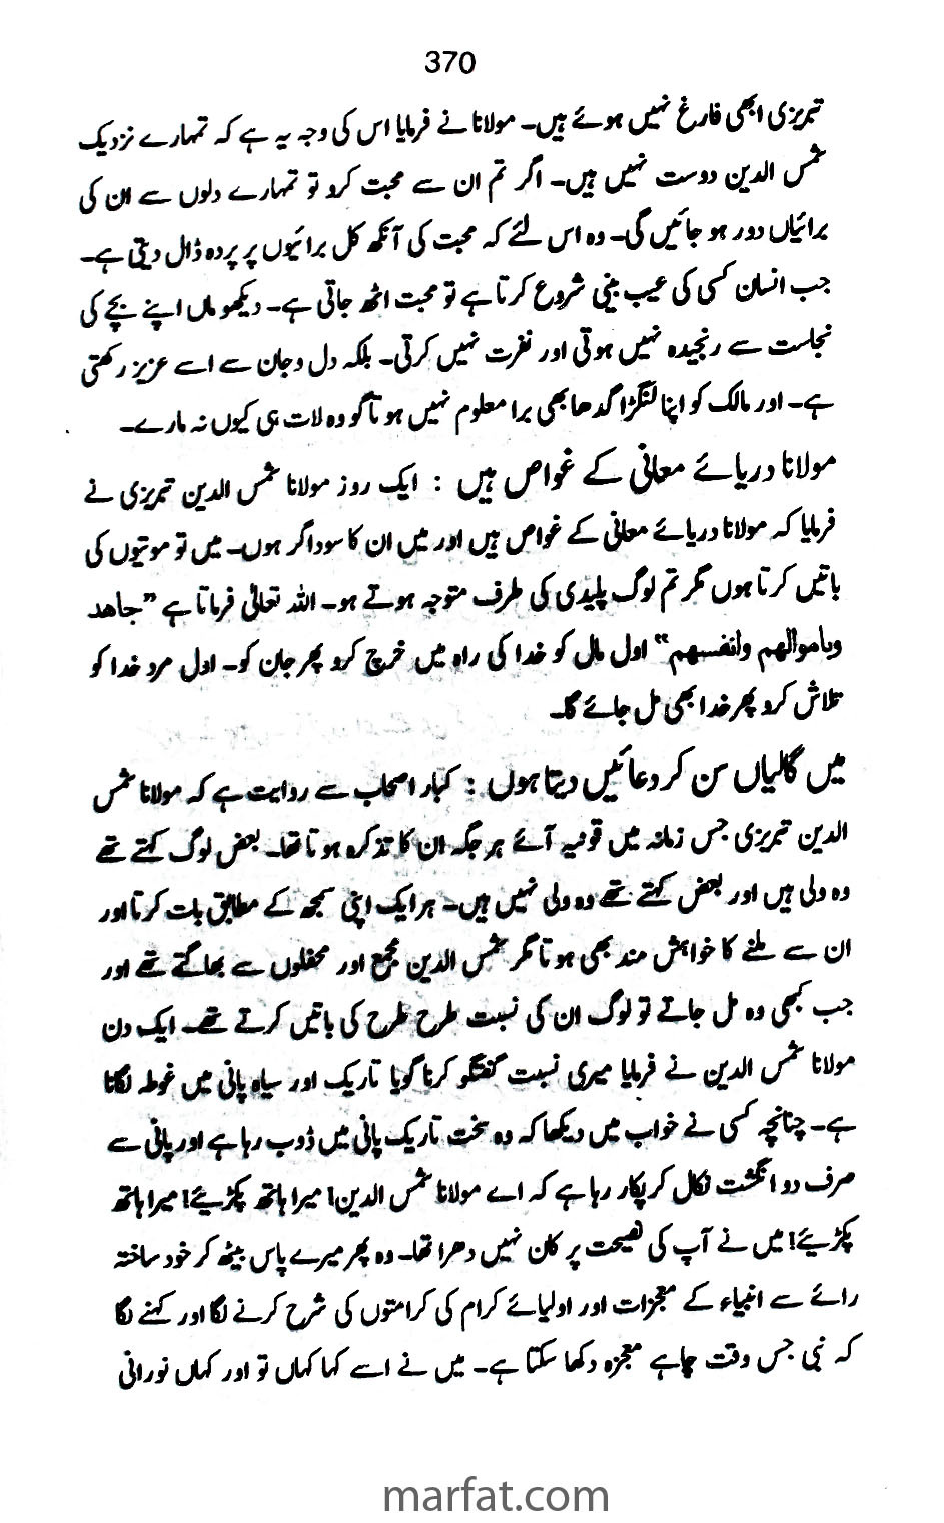 370
تبریزی ابھی فارغ نہیں ہوئے ہیں۔ مولانا نے فرمایا اس کی وجہ یہ ہے کہ تمہارے نزدیک
شمس الدین دوست نہیں ہیں۔ اگر تم ان سے محبت کرو تو تمہارے دلوں سے ان کی
برائیاں دور ہو جائیں گی۔ وہ اس لئے کہ محبت کی آنکھ کل برائیوں پر پردہ ڈال دیتی ہے۔
جب انسان کسی کی عیب بینی شروع کرتا ہے تو محبت اٹھ جاتی ہے۔ دیکھو ماں اپنے بچے کی
نجاست سے رنجیدہ نہیں ہوتی اور نفرت نہیں کرتی۔ بلکہ دل و جان سے اسے عزیز رکھتی
ہے۔ اور مالک کو اپنا لنگڑا گدھا بھی برا معلوم نہیں ہوتا گو وہ لات ہی کیوں نہ مارے۔
مولانا دریائے معانی کے غواص ہیں : ایک روز مولانا شمس الدین تبریزی نے
فرمایا کہ مولانا دریائے معانی کے غواص ہیں اور میں ان کا سوداگر ہوں۔ میں تو موتیوں کی
باتیں کرتا ہوں مگر تم لوگ پلیدی کی طرف متوجہ ہوتے ہو۔ اللہ تعالیٰ فرماتا ہے ”جاھد
وباموالھم وانفسھم“ اول مال کو خدا کی راہ میں خرچ کرو پھر جان کو۔ اول مرد خدا کو
تلاش کرو پھر خدا بھی مل جائے گا۔
میں گالیاں سن کر دعائیں دیتا ہوں : کبار اصحاب سے روایت ہے کہ مولانا شمس
الدین تبریزی جس زمانہ میں قونیہ آئے ہر جگہ ان کا تذکرہ ہوتا تھا۔ بعض لوگ کہتے تھے
وہ ولی ہیں اور بعض کہتے تھے وہ ولی نہیں ہیں۔ ہر ایک اپنی سمجھ کے مطابق بات کرتا اور
ان سے ملنے کا خواہش مند بھی ہوتا مگر شمس الدین مجمع اور محفلوں سے بھاگتے تھے اور
جب کبھی وہ مل جاتے تو لوگ ان کی نسبت طرح طرح کی باتیں کرتے تھے۔ ایک دن
مولانا شمس الدین نے فرمایا میری نسبت گفتگو کرنا گویا تاریک اور سیاہ پانی میں غوطہ لگانا
ہے۔ چنانچہ کسی نے خواب میں دیکھا کہ وہ سخت تاریک پانی میں ڈوب رہا ہے اور پانی سے
صرف دو انگشت نکال کر پکار رہا ہے کہ اے مولانا شمس الدین! میرا ہاتھ پکڑیئے! میرا ہاتھ
پکڑیئے! میں نے آپ کی نصیحت پر کان نہیں دھرا تھا۔ وہ پھر میرے پاس بیٹھ کر خود ساختہ
رائے سے انبیاء کے معجزات اور اولیائے کرام کی کرامتوں کی شرح کرنے لگا اور کہنے لگا
کہ نبی جس وقت چاہے معجزہ دکھا سکتا ہے۔ میں نے اسے کہا کہاں تو اور کہاں نورانی
marfat.com